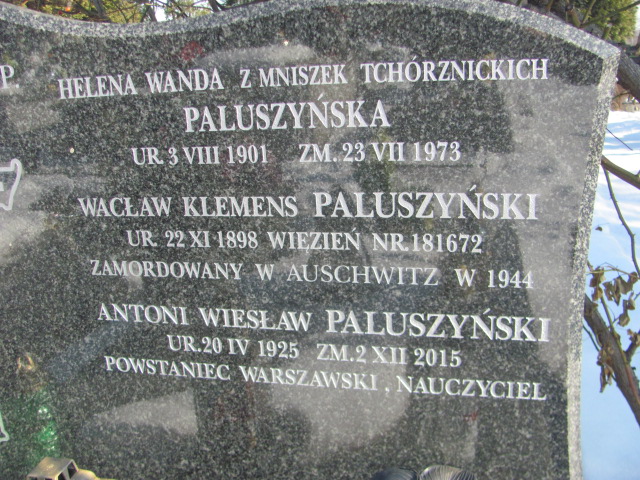 P.
HELENA WANDA Z MNISZEK TCHÓRZNICKICH
PALUSZYŃSKA
UR. 3 VIII 1901 ZM. 23 VII 1973
WACŁAW KLEMENS PALUSZYŃSKI
UR. 22 XI 1898 WIĘZIEŃ NR.181672
ZAMORDOWANY W AUSCHWITZ W 1944
ANTONI WIESŁAW PALUSZYŃSKI
UR.20 IV 1925 ZM.2 XII 2015
POWSTANIEC WARSZAWSKI , NAUCZYCIEL